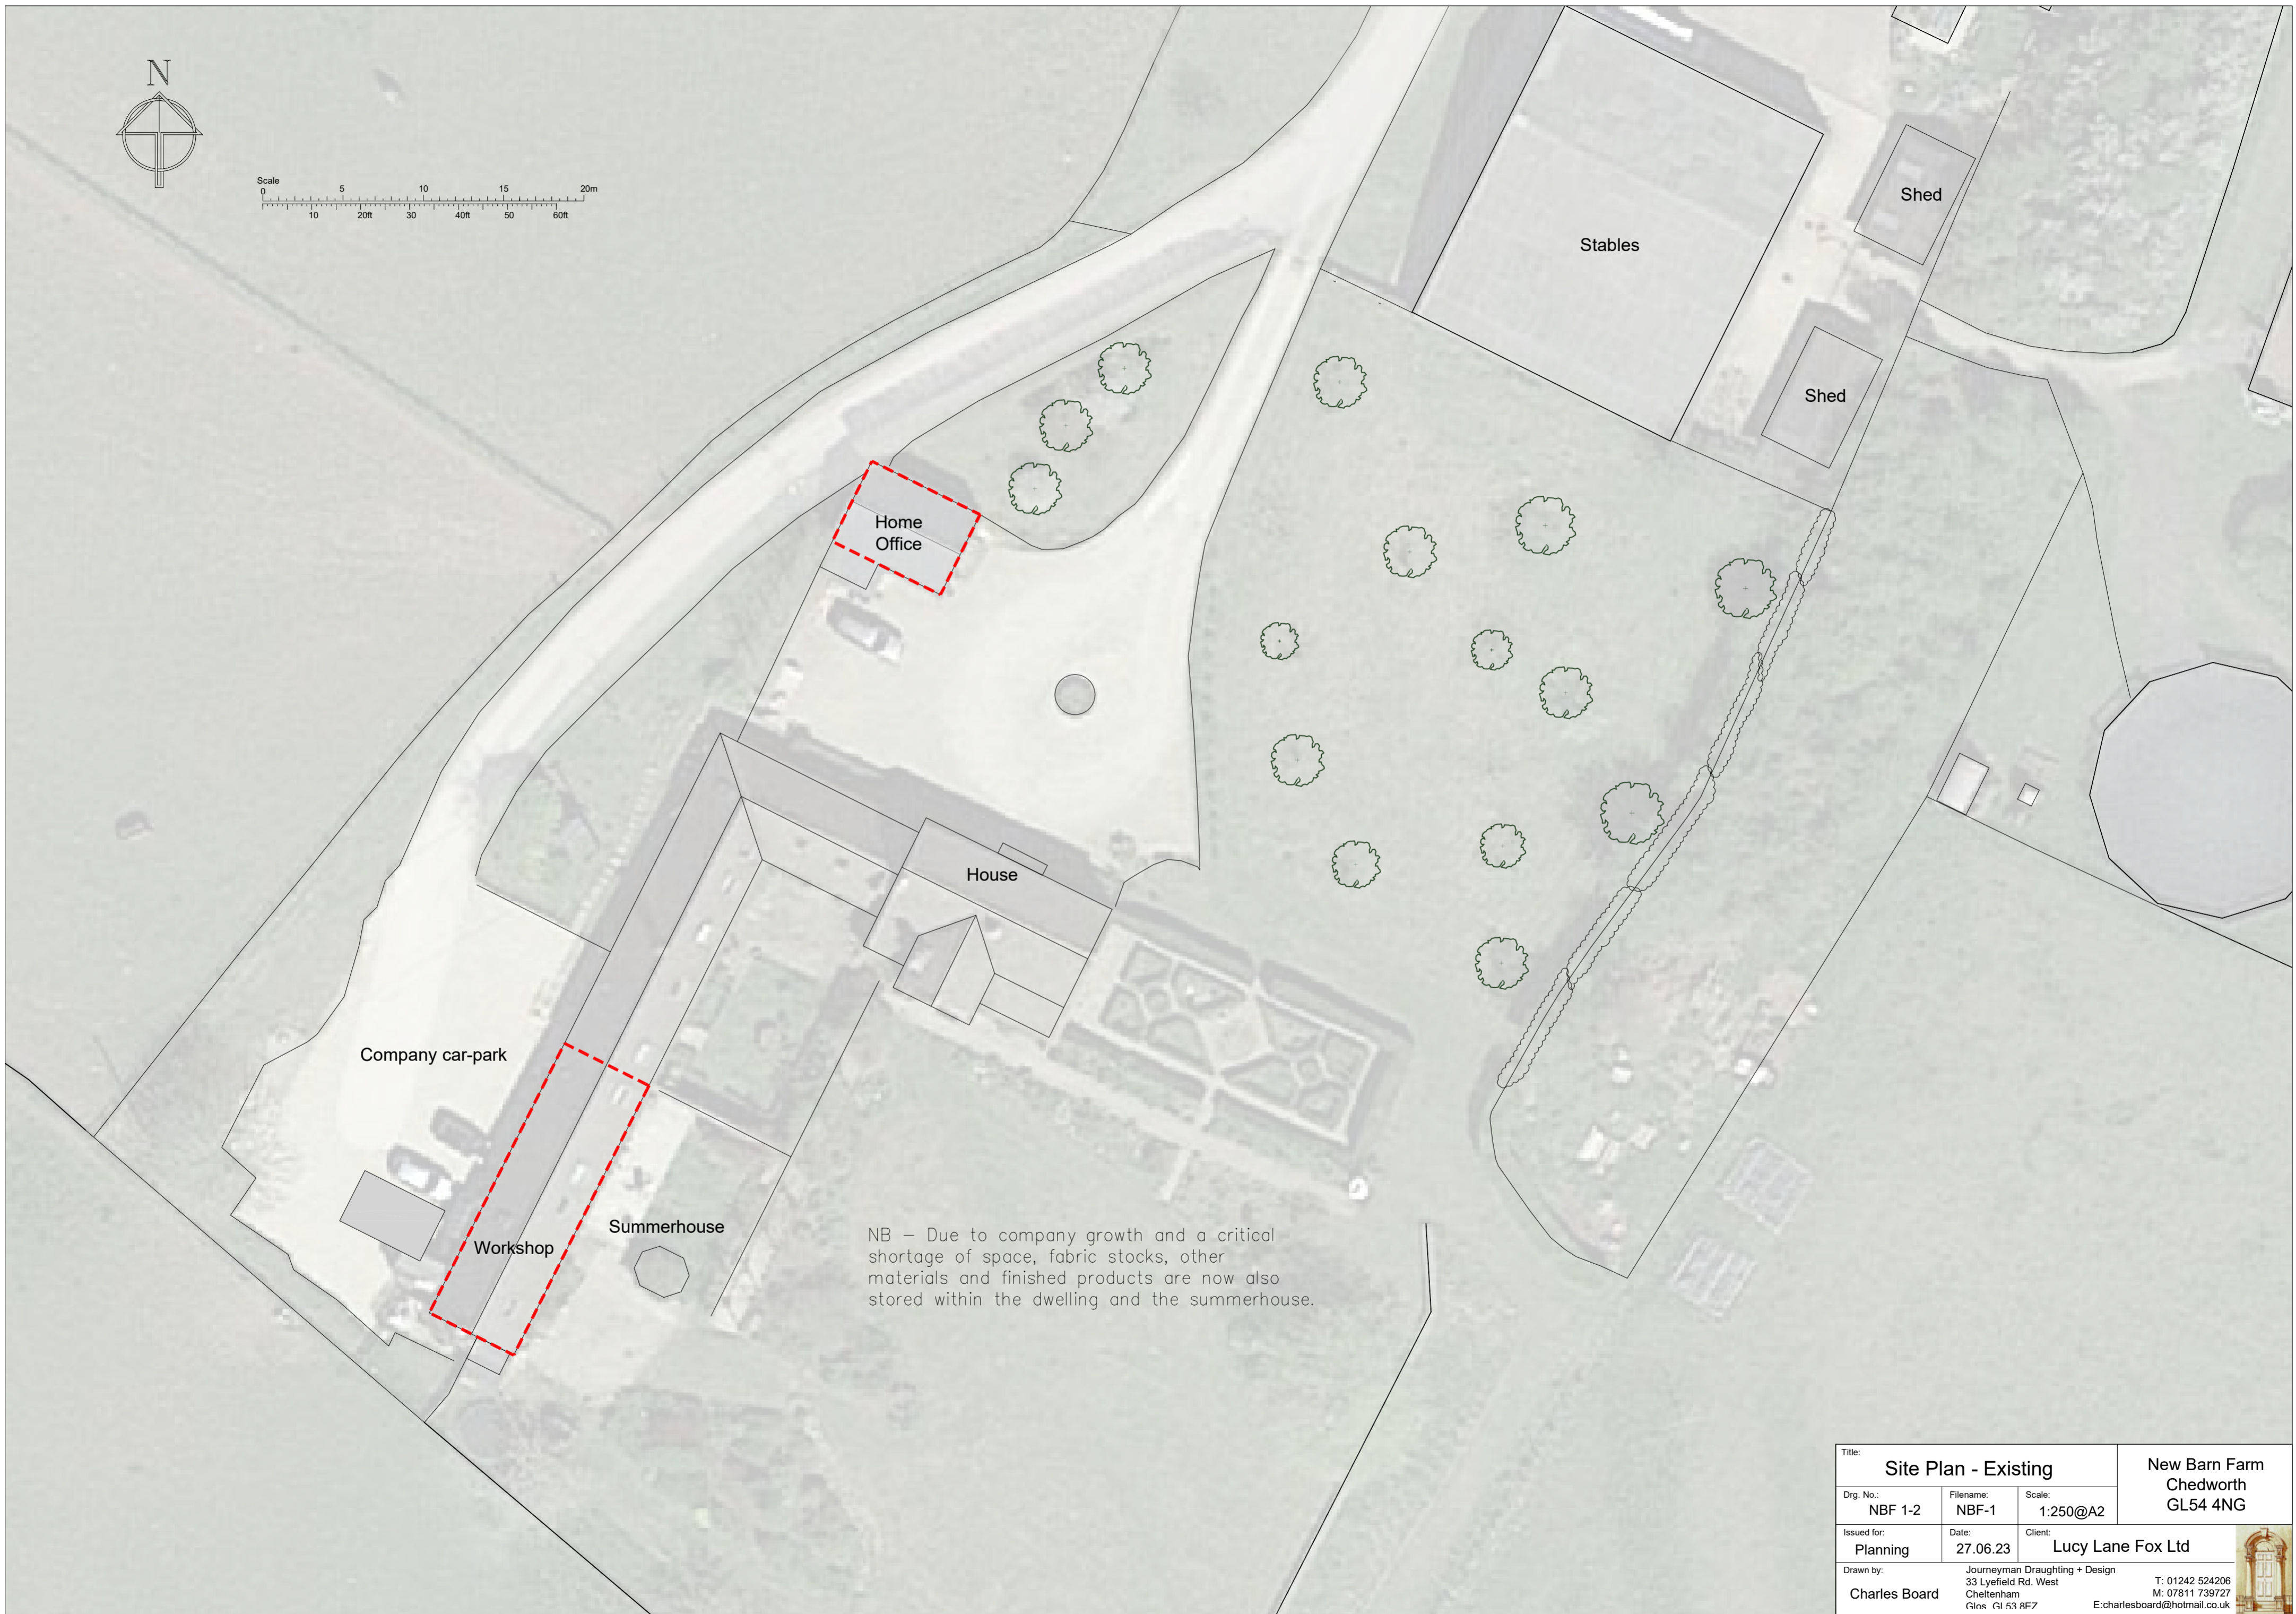 N
Scale
0 5 10 15 20m
10 20ft 30 40ft 50 60ft
Stables
Shed
Shed
Home
Office
House
Company car-park
Workshop
Summerhouse
NB – Due to company growth and a critical
shortage of space, fabric stocks, other
materials and finished products are now also
stored within the dwelling and the summerhouse.
Title:
Site Plan - Existing
New Barn Farm
Chedworth
GL54 4NG
Drg. No.:
NBF 1-2
Filename:
NBF-1
Scale:
1:250@A2
Issued for:
Planning
Date:
27.06.23
Client:
Lucy Lane Fox Ltd
Drawn by:
Charles Board
Journeyman Draughting + Design
33 Lyefield Rd. West
Cheltenham
Glos. GL53 8EZ
T: 01242 524206
M: 07811 739727
E:charlesboard@hotmail.co.uk